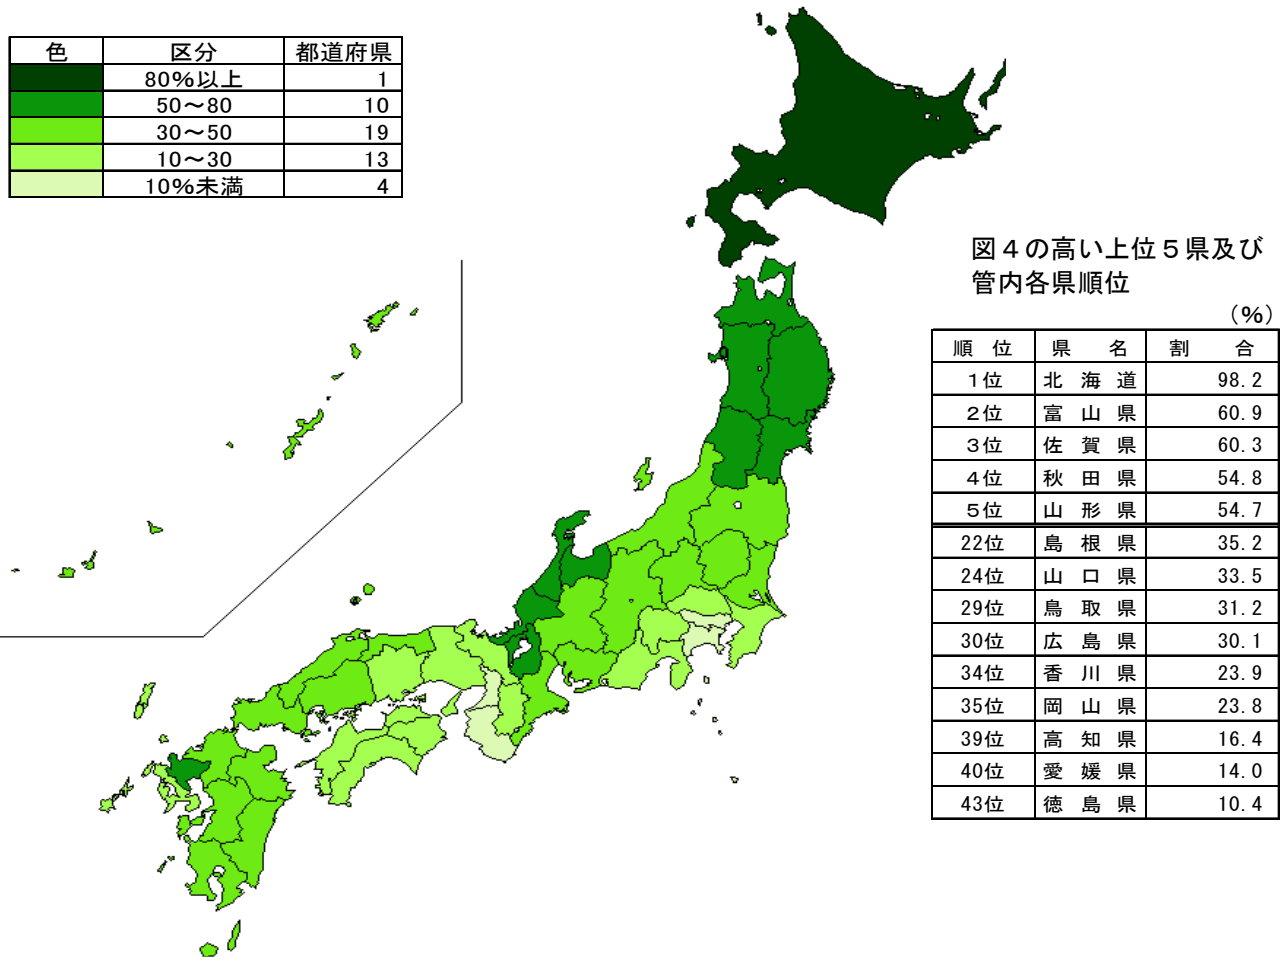 色 区分 都道府県
80%以上 1
50～80 10
30～50 19
10～30 13
10%未満 4
図４の高い上位５県及び
管内各県順位
（%）
順 位 県 名 割 合
1位 北 海 道 98.2
2位 富 山 県 60.9
3位 佐 賀 県 60.3
4位 秋 田 県 54.8
5位 山 形 県 54.7
22位 島 根 県 35.2
24位 山 口 県 33.5
29位 鳥 取 県 31.2
30位 広 島 県 30.1
34位 香 川 県 23.9
35位 岡 山 県 23.8
39位 高 知 県 16.4
40位 愛 媛 県 14.0
43位 徳 島 県 10.4